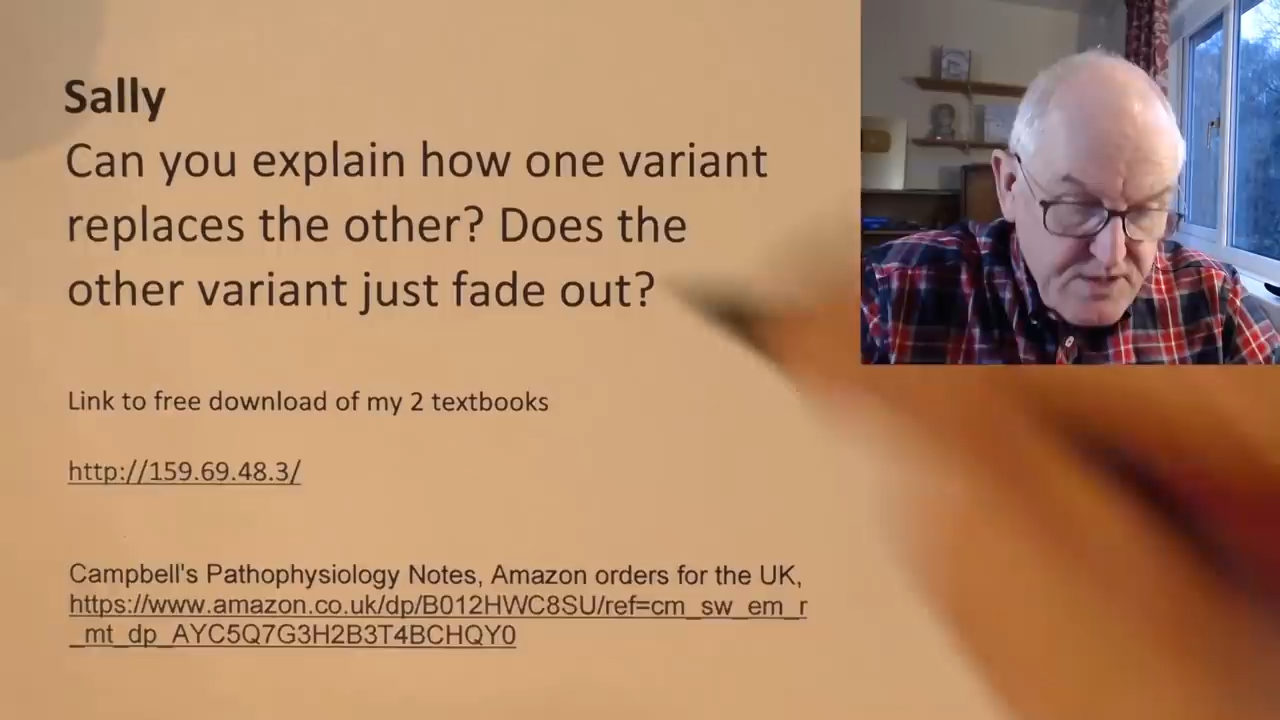 Sally
Can you explain how one variant
replaces the other? Does the
other variant just fade out?
Link to free download of my 2 textbooks
http://159.69.48.3/
Campbell's Pathophysiology Notes, Amazon orders for the UK,
https://www.amazon.co.uk/dp/B012HWC8SU/ref=cm_sw_em_r
_mt_dp_AYC5Q7G3H2B3T4BCHQY0